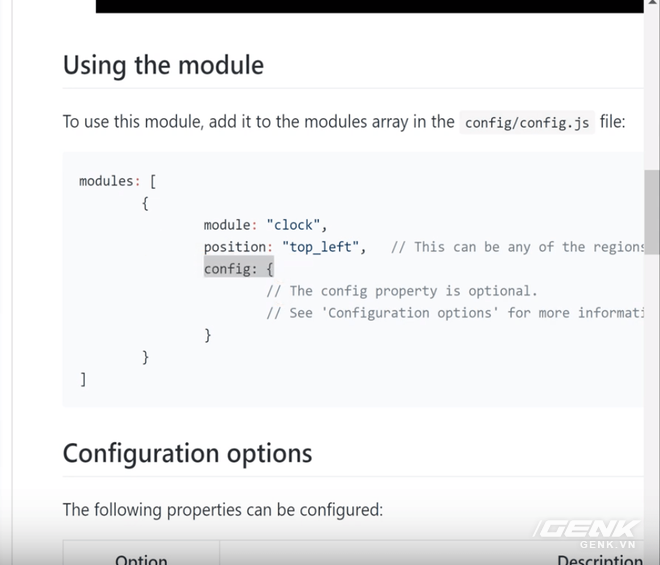 Using the module
To use this module, add it to the modules array in the config/config.js file:
modules: [
{
module: "clock",
position: "top_left", // This can be any of the regions
config: {
// The config property is optional.
// See 'Configuration options' for more informati
}
}
]
Configuration options
The following properties can be configured:
Option Description
GENK
GENK.VN